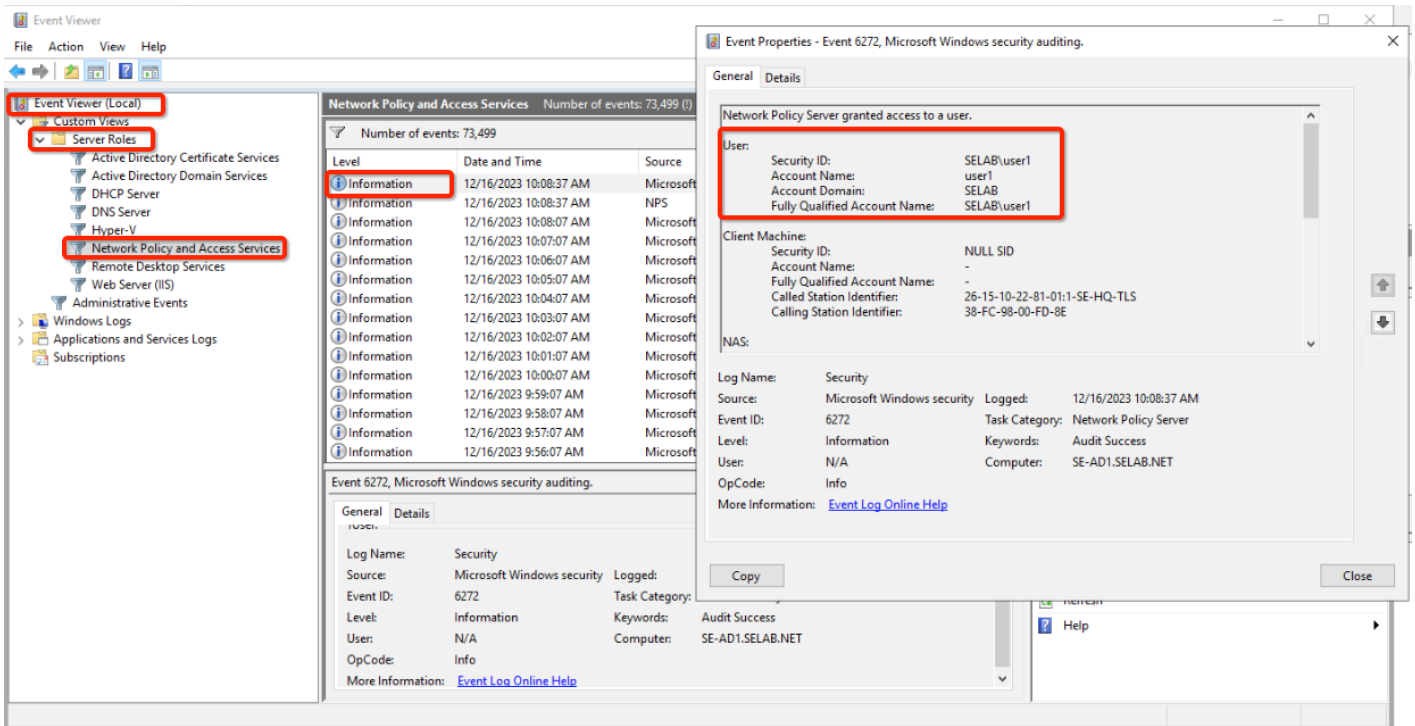 Event Viewer
File Action View Help
Event Viewer (Local)
Custom Views
Server Roles
Active Directory Certificate Services
Active Directory Domain Services
DHCP Server
DNS Server
Hyper-V
Network Policy and Access Services
Remote Desktop Services
Web Server (IIS)
Administrative Events
Windows Logs
Applications and Services Logs
Subscriptions
Network Policy and Access Services Number of events: 73,499 (!)
Number of events: 73,499
Level Date and Time Source
Information 12/16/2023 10:08:37 AM Microsoft
Information 12/16/2023 10:08:37 AM NPS
Information 12/16/2023 10:08:07 AM Microsoft
Information 12/16/2023 10:07:07 AM Microsoft
Information 12/16/2023 10:06:07 AM Microsoft
Information 12/16/2023 10:05:07 AM Microsoft
Information 12/16/2023 10:04:07 AM Microsoft
Information 12/16/2023 10:03:07 AM Microsoft
Information 12/16/2023 10:02:07 AM Microsoft
Information 12/16/2023 10:01:07 AM Microsoft
Information 12/16/2023 10:00:07 AM Microsoft
Information 12/16/2023 9:59:07 AM Microsoft
Information 12/16/2023 9:58:07 AM Microsoft
Information 12/16/2023 9:57:07 AM Microsoft
Information 12/16/2023 9:56:07 AM Microsoft
Event 6272, Microsoft Windows security auditing.
General Details
Log Name: Security
Source: Microsoft Windows security Logged:
Event ID: 6272 Task Category:
Level: Information Keywords: Audit Success
User: N/A Computer: SE-AD1.SELAB.NET
OpCode: Info
More Information: Event Log Online Help
Event Properties - Event 6272, Microsoft Windows security auditing.
General Details
Network Policy Server granted access to a user.
User:
Security ID: SELAB\user1
Account Name: user1
Account Domain: SELAB
Fully Qualified Account Name: SELAB\user1
Client Machine:
Security ID: NULL SID
Account Name: -
Fully Qualified Account Name: -
Called Station Identifier: 26-15-10-22-81-01:1-SE-HQ-TLS
Calling Station Identifier: 38-FC-98-00-FD-8E
NAS:
Log Name: Security
Source: Microsoft Windows security Logged: 12/16/2023 10:08:37 AM
Event ID: 6272 Task Category: Network Policy Server
Level: Information Keywords: Audit Success
User: N/A Computer: SE-AD1.SELAB.NET
OpCode: Info
More Information: Event Log Online Help
Copy Close
Refresh
Help